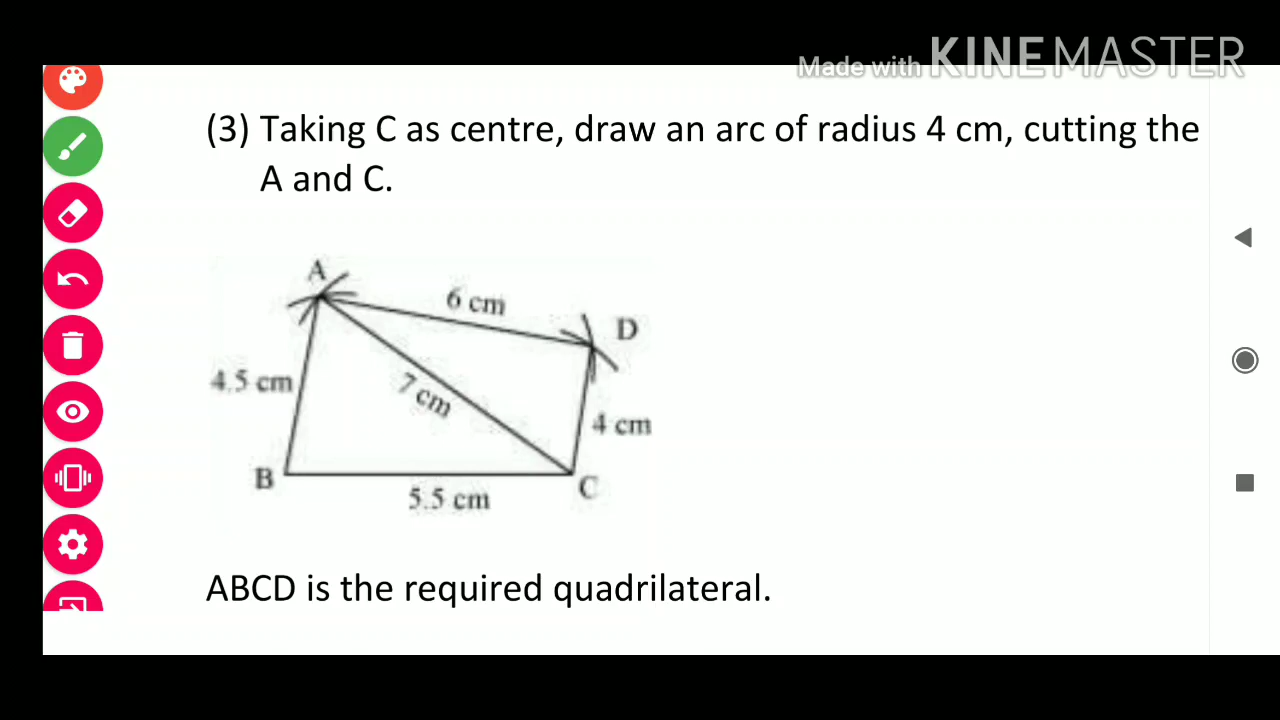 Made with KINEMASTER
(3) Taking C as centre, draw an arc of radius 4 cm, cutting the
A and C.
A
6 cm
D
4.5 cm
7 cm
4 cm
B
C
5.5 cm
ABCD is the required quadrilateral.